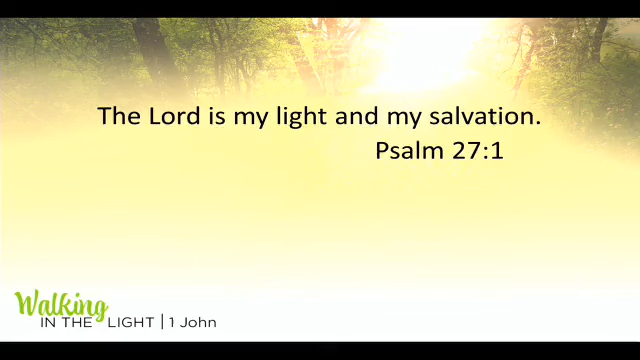 The Lord is my light and my salvation.
Psalm 27:1
Walking
IN THE LIGHT | 1 John